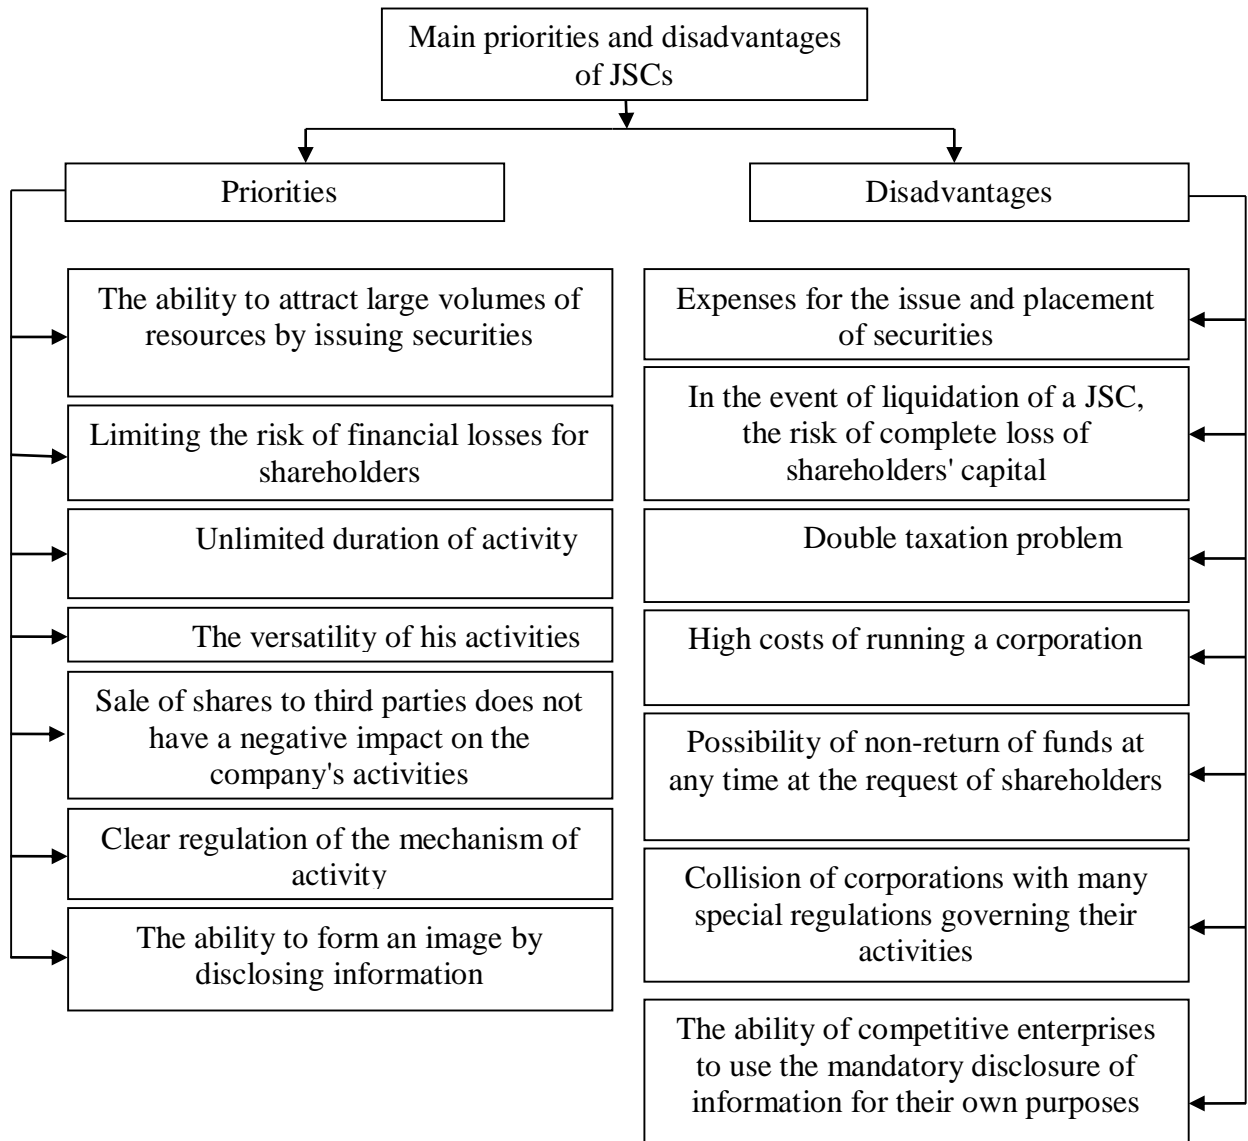 Main priorities and disadvantages
of JSCs
Priorities
Disadvantages
The ability to attract large volumes of
resources by issuing securities
Limiting the risk of financial losses for
shareholders
Unlimited duration of activity
The versatility of his activities
Sale of shares to third parties does not
have a negative impact on the
company's activities
Clear regulation of the mechanism of
activity
The ability to form an image by
disclosing information
Expenses for the issue and placement
of securities
In the event of liquidation of a JSC,
the risk of complete loss of
shareholders' capital
Double taxation problem
High costs of running a corporation
Possibility of non-return of funds at
any time at the request of shareholders
Collision of corporations with many
special regulations governing their
activities
The ability of competitive enterprises
to use the mandatory disclosure of
information for their own purposes